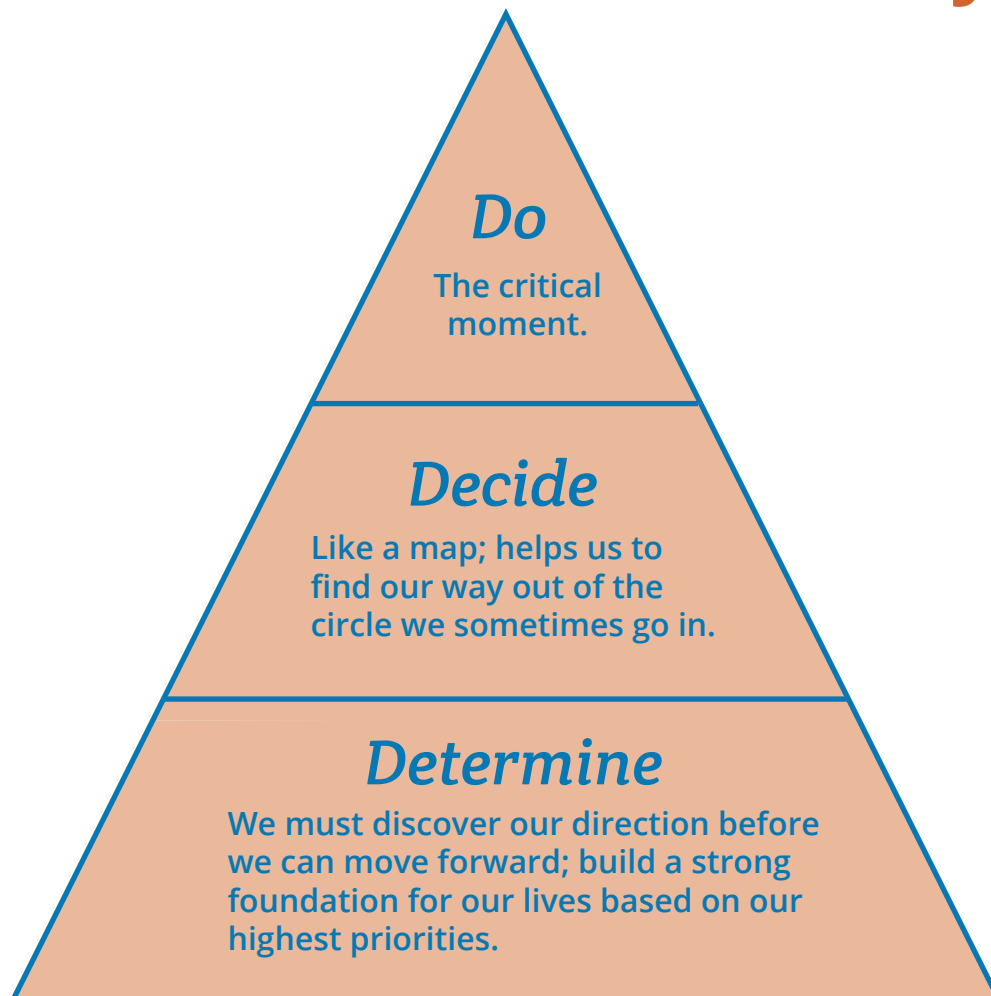 Do
The critical
moment.
Decide
Like a map; helps us to
find our way out of the
circle we sometimes go in.
Determine
We must discover our direction before
we can move forward; build a strong
foundation for our lives based on our
highest priorities.